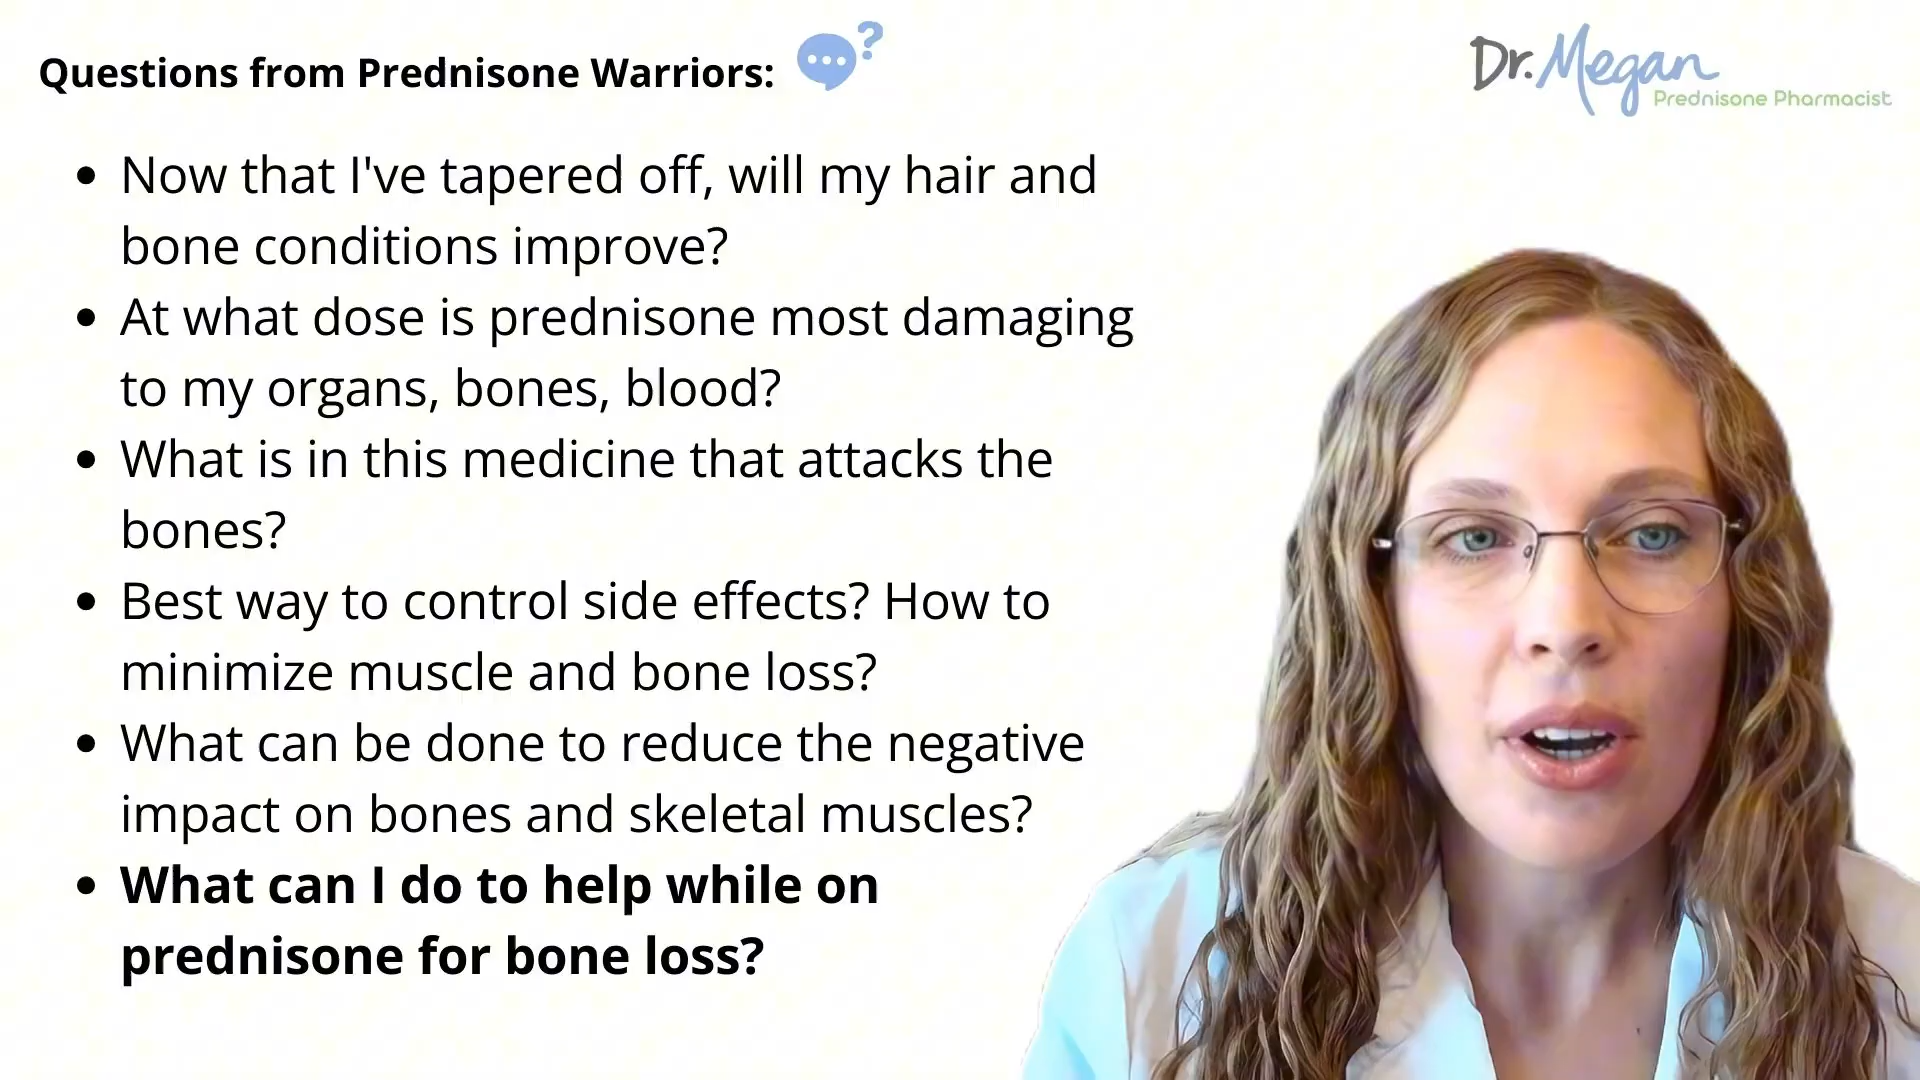 Questions from Prednisone Warriors:
?
Dr. Megan
Prednisone Pharmacist
• Now that I've tapered off, will my hair and
bone conditions improve?
• At what dose is prednisone most damaging
to my organs, bones, blood?
• What is in this medicine that attacks the
bones?
• Best way to control side effects? How to
minimize muscle and bone loss?
• What can be done to reduce the negative
impact on bones and skeletal muscles?
• What can I do to help while on
prednisone for bone loss?